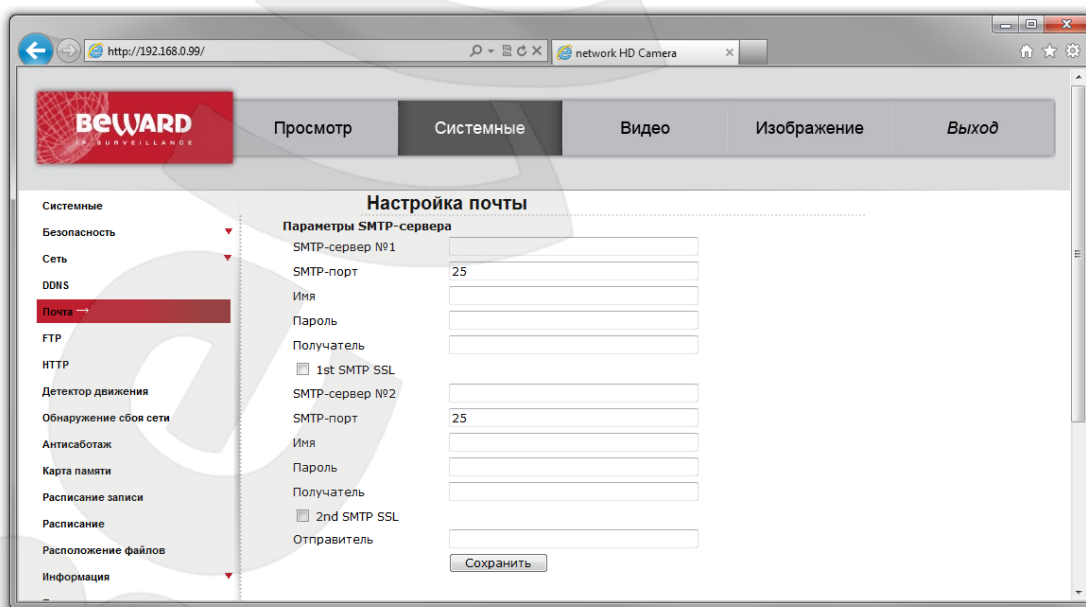 http://192.168.0.99/
network HD Camera
BEWARD
IP SURVEILLANCE
Просмотр
Системные
Видео
Изображение
Выход
Системные
Безопасность
Сеть
DDNS
Почта →
FTP
HTTP
Детектор движения
Обнаружение сбоя сети
Антисаботаж
Карта памяти
Расписание записи
Расписание
Расположение файлов
Информация
Настройка почты
Параметры SMTP-сервера
SMTP-сервер №1
SMTP-порт 25
Имя
Пароль
Получатель
1st SMTP SSL
SMTP-сервер №2
SMTP-порт 25
Имя
Пароль
Получатель
2nd SMTP SSL
Отправитель
Сохранить